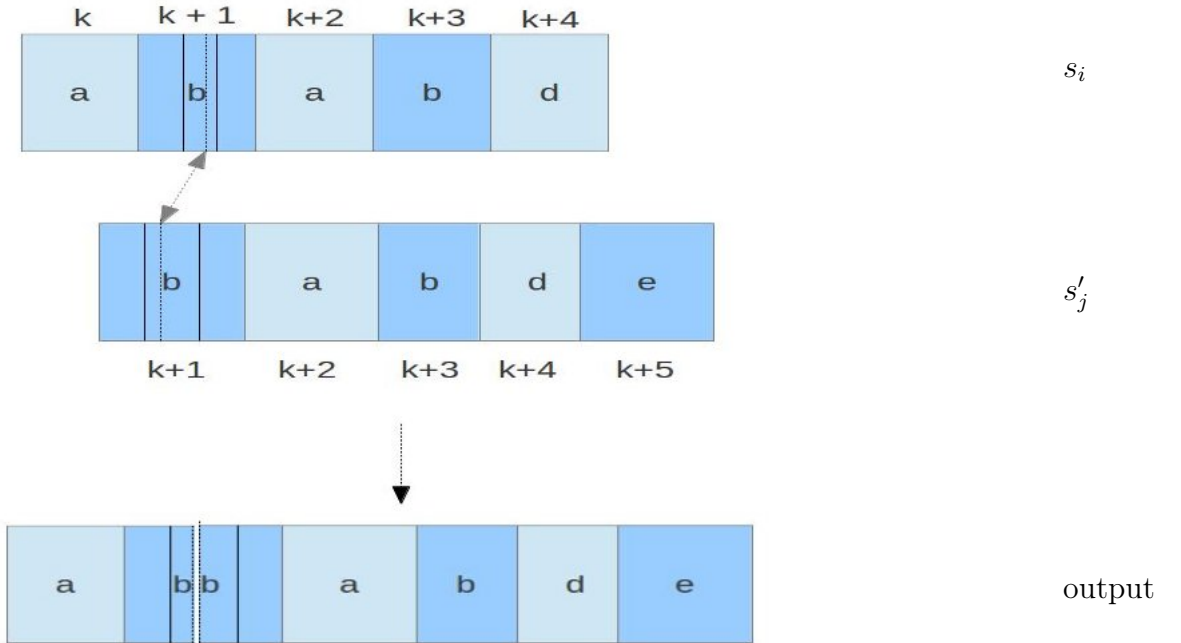 k k + 1 k+2 k+3 k+4
a b a b d s_i
b a b d e s'_j
k+1 k+2 k+3 k+4 k+5
a b b a b d e output